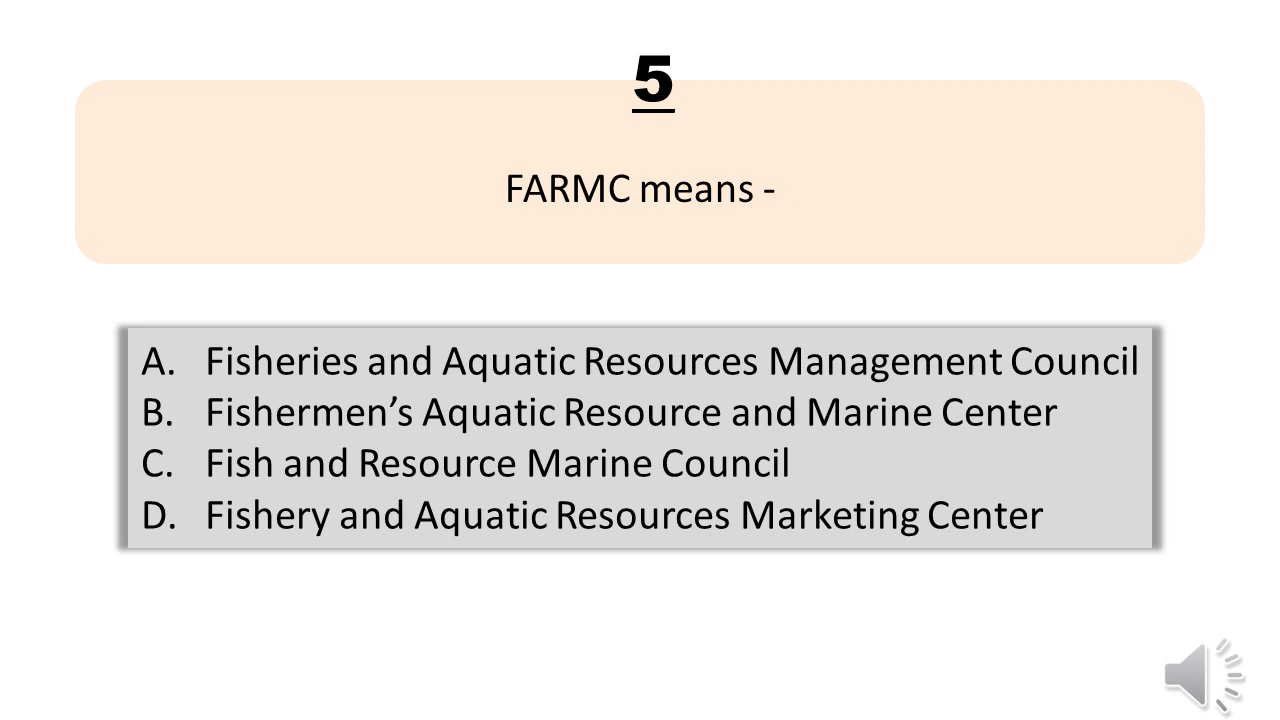 5
FARMC means -
A. Fisheries and Aquatic Resources Management Council
B. Fishermen’s Aquatic Resource and Marine Center
C. Fish and Resource Marine Council
D. Fishery and Aquatic Resources Marketing Center